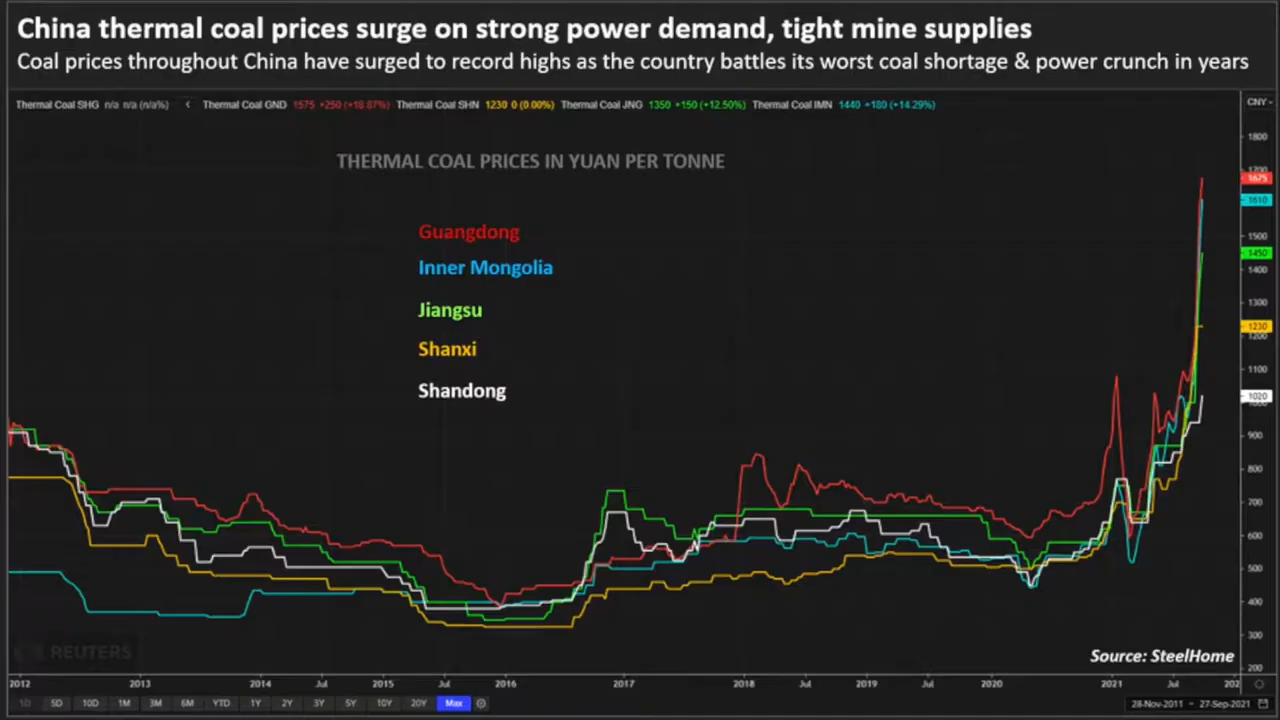 China thermal coal prices surge on strong power demand, tight mine supplies
Coal prices throughout China have surged to record highs as the country battles its worst coal shortage & power crunch in years
Thermal Coal SHG n/a n/a (n/a%) < Thermal Coal GND 1575 +250 (+18.87%) Thermal Coal SHN 1230 0 (0.00%) Thermal Coal JNG 1350 +150 (+12.50%) Thermal Coal IMN 1440 +180 (+14.29%) CNY
THERMAL COAL PRICES IN YUAN PER TONNE
Guangdong
Inner Mongolia
Jiangsu
Shanxi
Shandong
1800
1700
1675
1610
1500
1450
1400
1300
1230
1200
1100
1020
1000
900
800
700
600
500
400
300
200
REUTERS
Source: SteelHome
2012 2013 2014 Jul 2015 Jul 2016 2017 Jul 2018 Jul 2019 Jul 2020 Jul 2021 Jul 202
1D 5D 10D 1M 3M 6M YTD 1Y 2Y 3Y 5Y 10Y 20Y Max 28-Nov-2011 - 27-Sep-2021